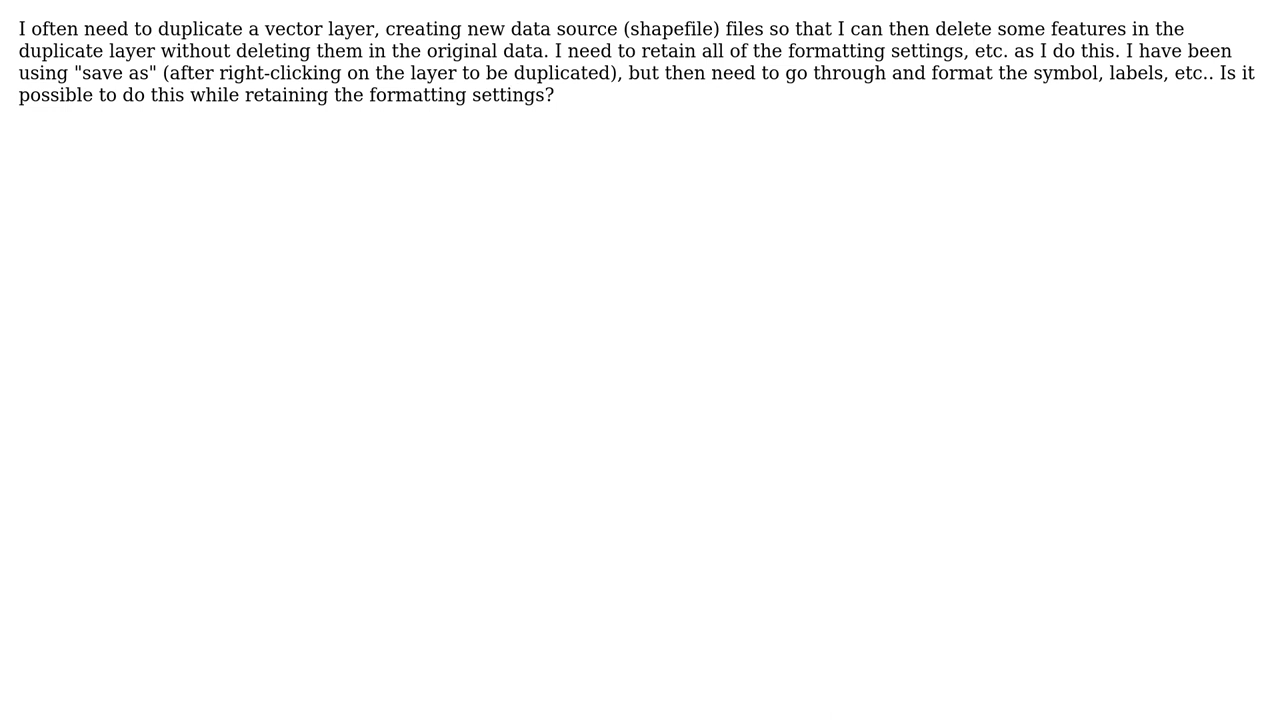 I often need to duplicate a vector layer, creating new data source (shapefile) files so that I can then delete some features in the
duplicate layer without deleting them in the original data. I need to retain all of the formatting settings, etc. as I do this. I have been
using "save as" (after right-clicking on the layer to be duplicated), but then need to go through and format the symbol, labels, etc.. Is it
possible to do this while retaining the formatting settings?